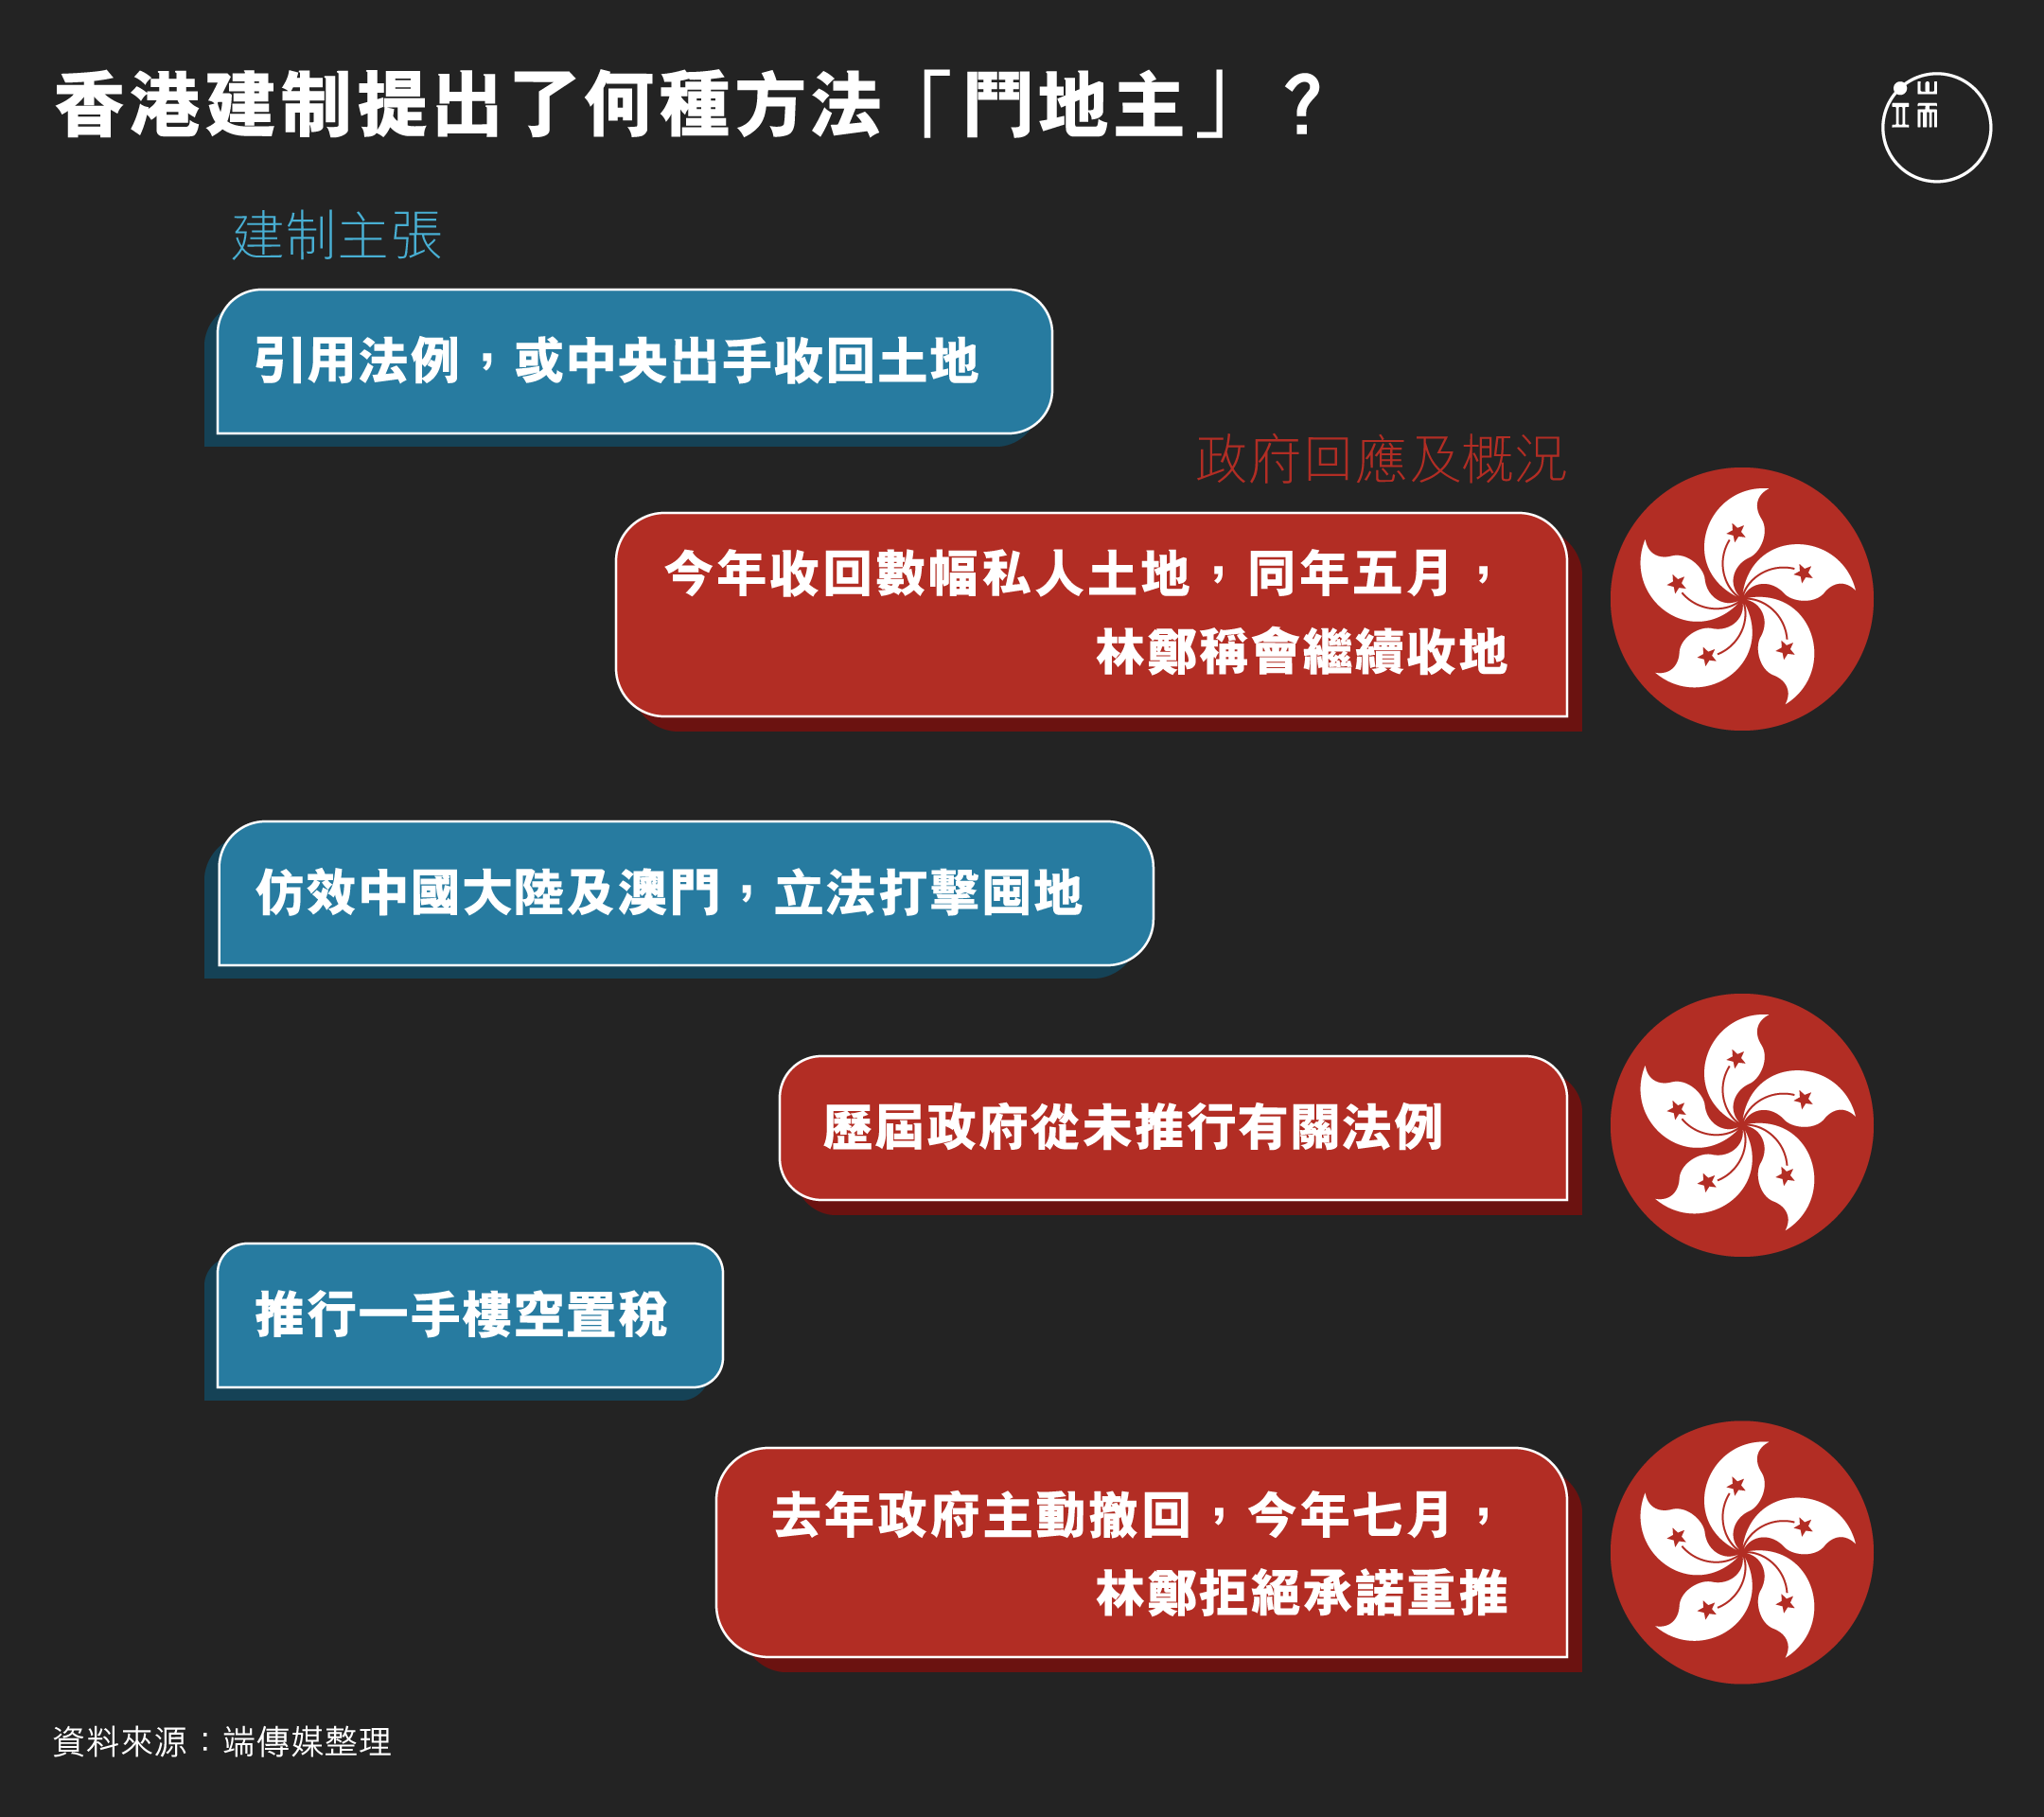 香港建制提出了何重方法「鬥地主」？
端
建制主張
引用法例，或中央出手收回土地
政府回應及概況
今年收回數幅私人土地，同年五月，
林鄭稱會繼續收地
仿效中國大陸及澳門，立法打擊囤地
歷屆政府從未推行有關法例
推行一手樓空置稅
去年政府主動撤回，今年七月，
林鄭拒絕承諾重推
資料來源：端傳媒整理